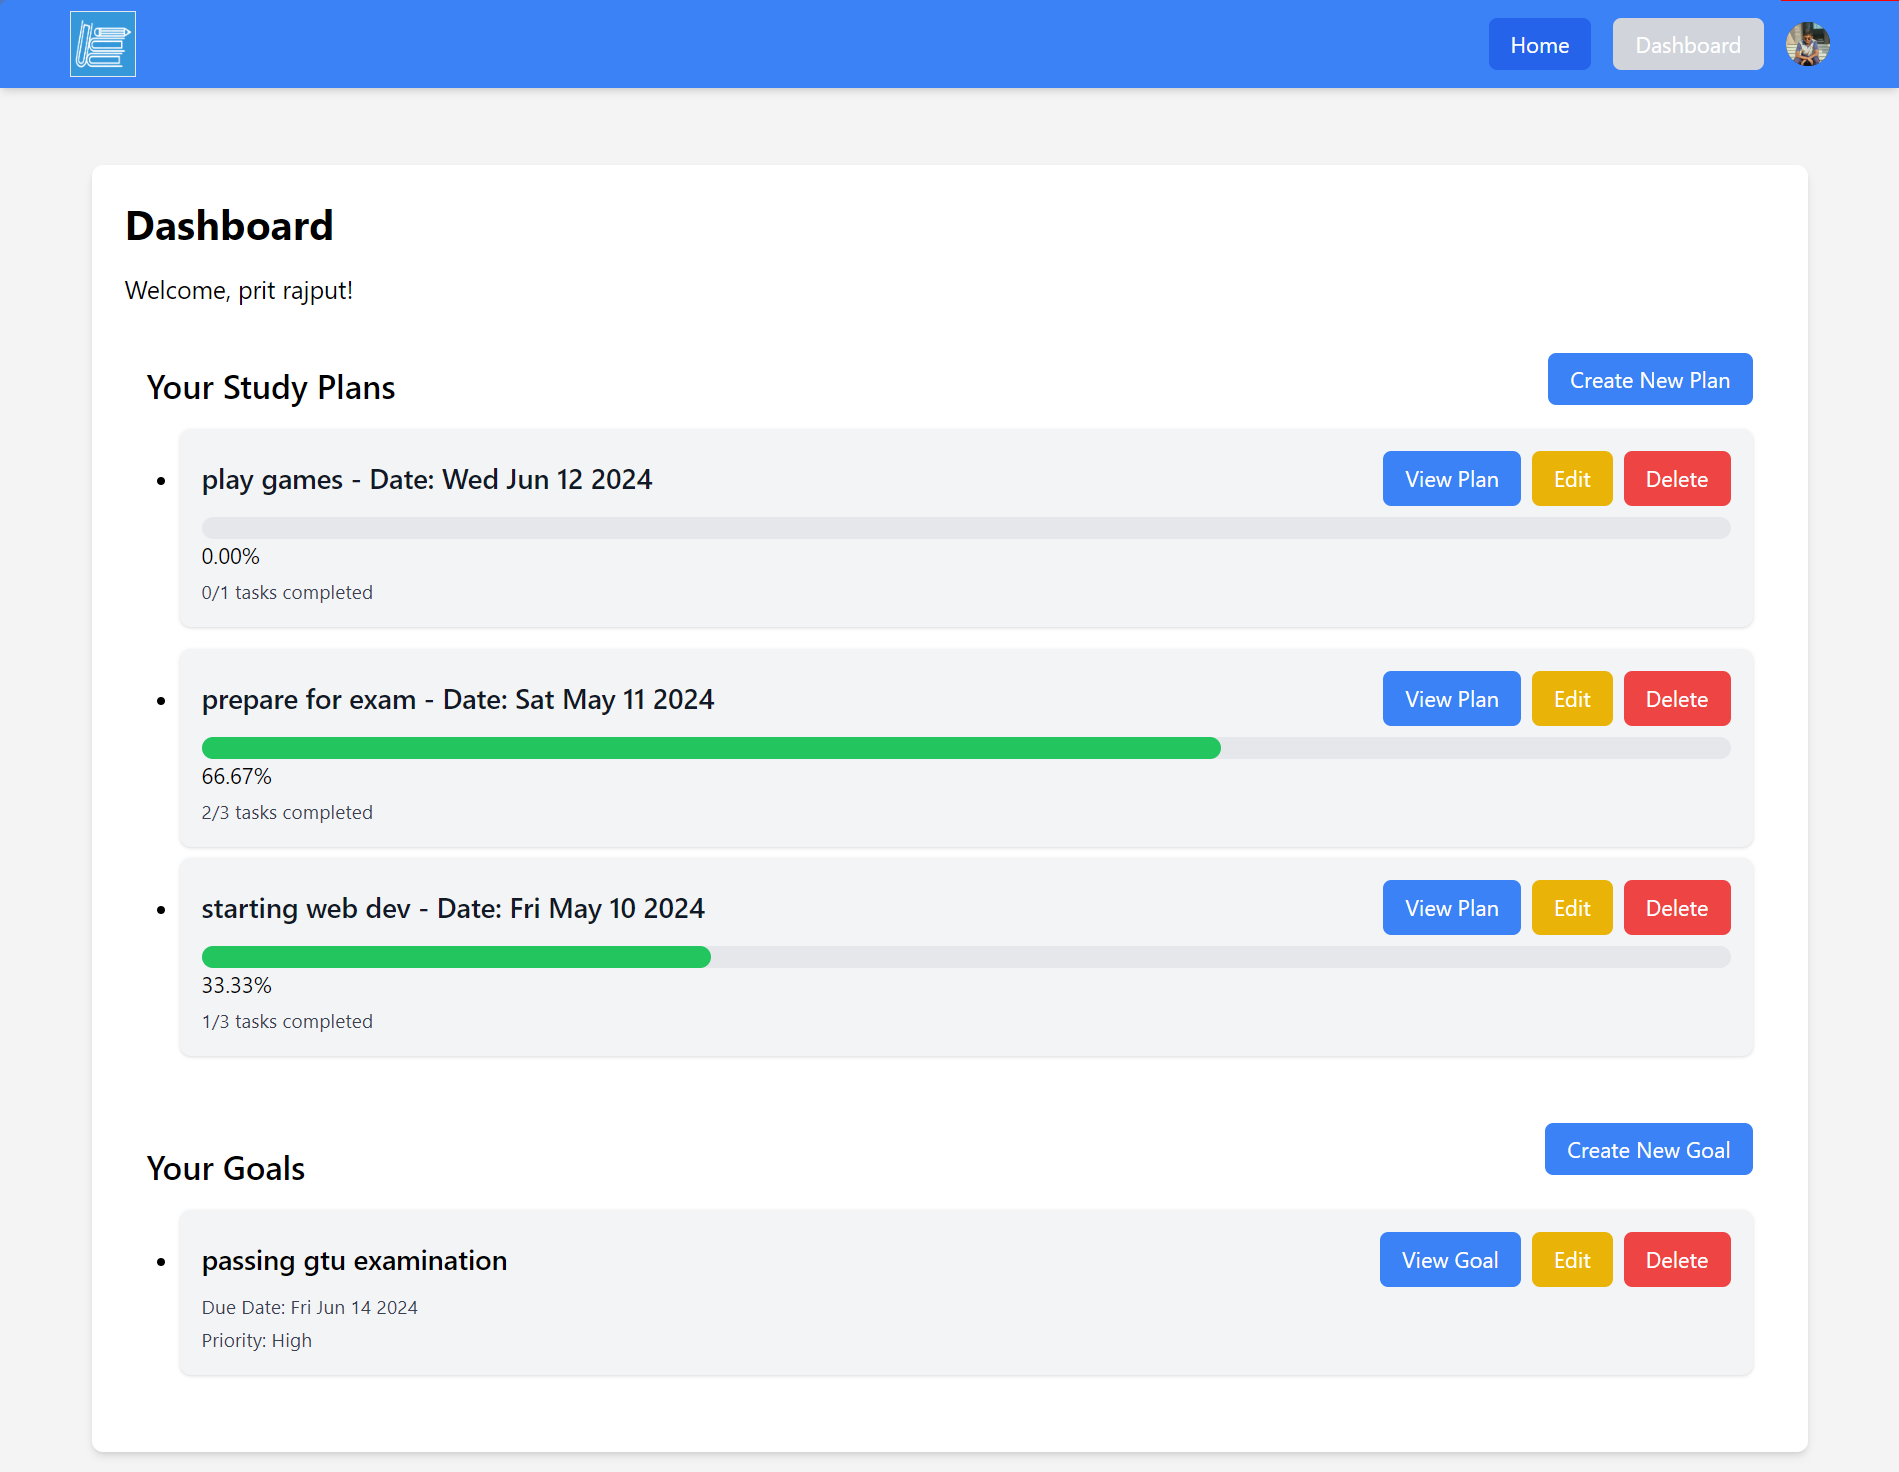 Home Dashboard
Dashboard
Welcome, prit rajput!
Your Study Plans Create New Plan
play games - Date: Wed Jun 12 2024 View Plan Edit Delete
0.00%
0/1 tasks completed
prepare for exam - Date: Sat May 11 2024 View Plan Edit Delete
66.67%
2/3 tasks completed
starting web dev - Date: Fri May 10 2024 View Plan Edit Delete
33.33%
1/3 tasks completed
Your Goals Create New Goal
passing gtu examination View Goal Edit Delete
Due Date: Fri Jun 14 2024
Priority: High